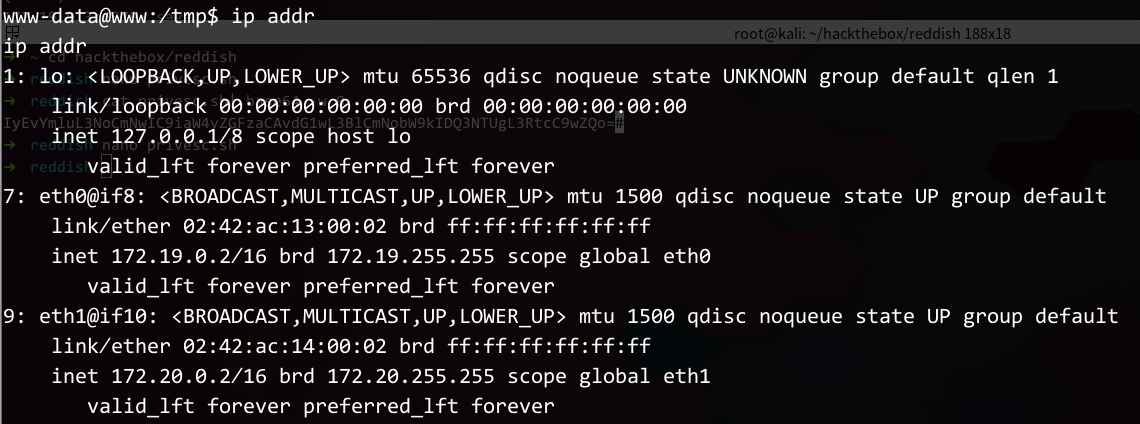 www-data@www:/tmp$ ip addr
root@kali: ~/hackthebox/reddish 188x18
ip addr
→ ~ cd hackthebox/reddish
1: lo: <LOOPBACK,UP,LOWER_UP> mtu 65536 qdisc noqueue state UNKNOWN group default qlen 1
→ reddish
link/loopback 00:00:00:00:00:00 brd 00:00:00:00:00:00
inet 127.0.0.1/8 scope host lo
→ reddish nano privesc.sh
valid_lft forever preferred_lft forever
→ reddish
7: eth0@if8: <BROADCAST,MULTICAST,UP,LOWER_UP> mtu 1500 qdisc noqueue state UP group default
link/ether 02:42:ac:13:00:02 brd ff:ff:ff:ff:ff:ff
inet 172.19.0.2/16 brd 172.19.255.255 scope global eth0
valid_lft forever preferred_lft forever
9: eth1@if10: <BROADCAST,MULTICAST,UP,LOWER_UP> mtu 1500 qdisc noqueue state UP group default
link/ether 02:42:ac:14:00:02 brd ff:ff:ff:ff:ff:ff
inet 172.20.0.2/16 brd 172.20.255.255 scope global eth1
valid_lft forever preferred_lft forever